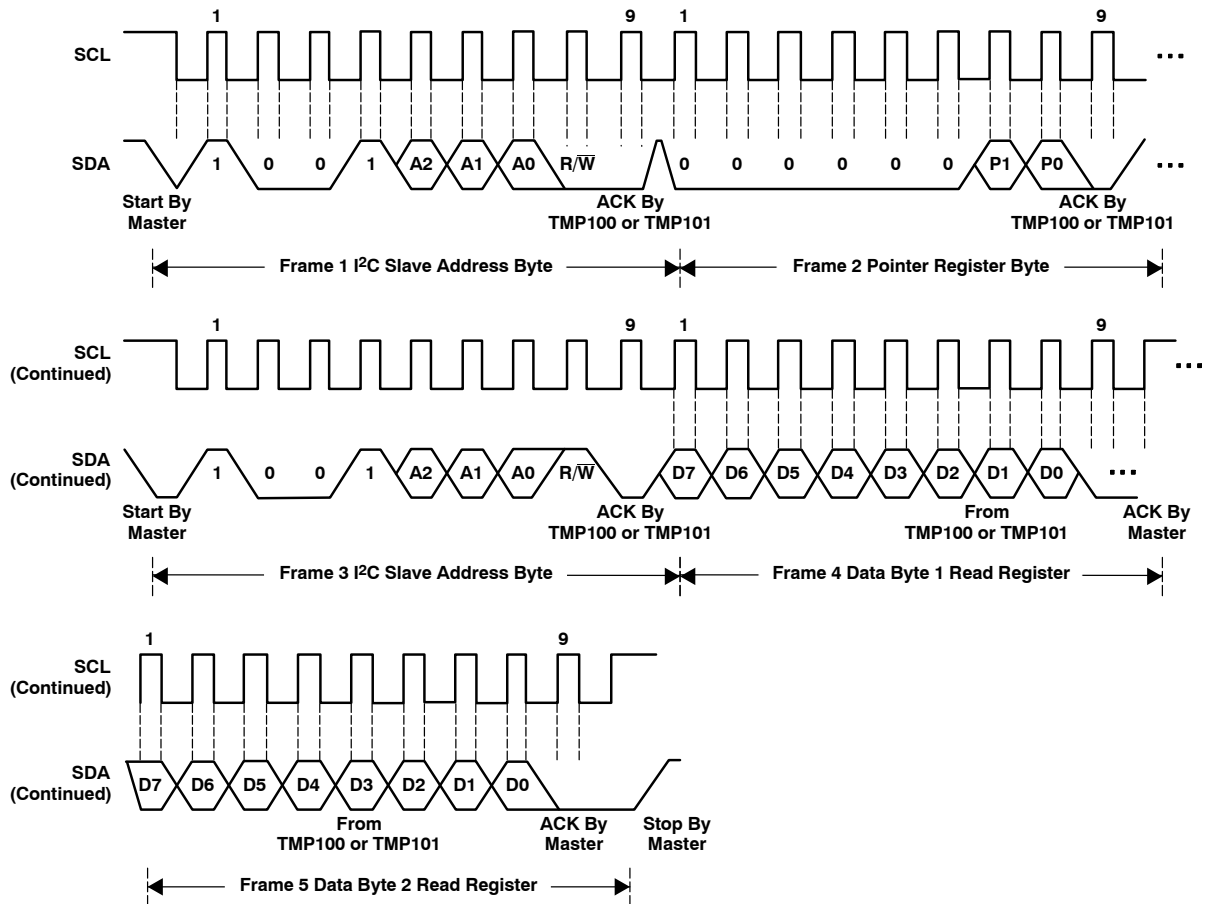 1 9 1 9
SCL ...
SDA 1 0 0 1 A2 A1 A0 R/W̅ 0 0 0 0 0 0 P1 P0 ...
Start By
Master
ACK By
TMP100 or TMP101
ACK By
TMP100 or TMP101
Frame 1 I²C Slave Address Byte Frame 2 Pointer Register Byte
1 9 1 9
SCL
(Continued)
...
SDA
(Continued)
1 0 0 1 A2 A1 A0 R/W̅ D7 D6 D5 D4 D3 D2 D1 D0 ...
Start By
Master
ACK By
TMP100 or TMP101
From
TMP100 or TMP101
ACK By
Master
Frame 3 I²C Slave Address Byte Frame 4 Data Byte 1 Read Register
1 9
SCL
(Continued)
SDA
(Continued)
D7 D6 D5 D4 D3 D2 D1 D0
From
TMP100 or TMP101
ACK By
Master
Stop By
Master
Frame 5 Data Byte 2 Read Register